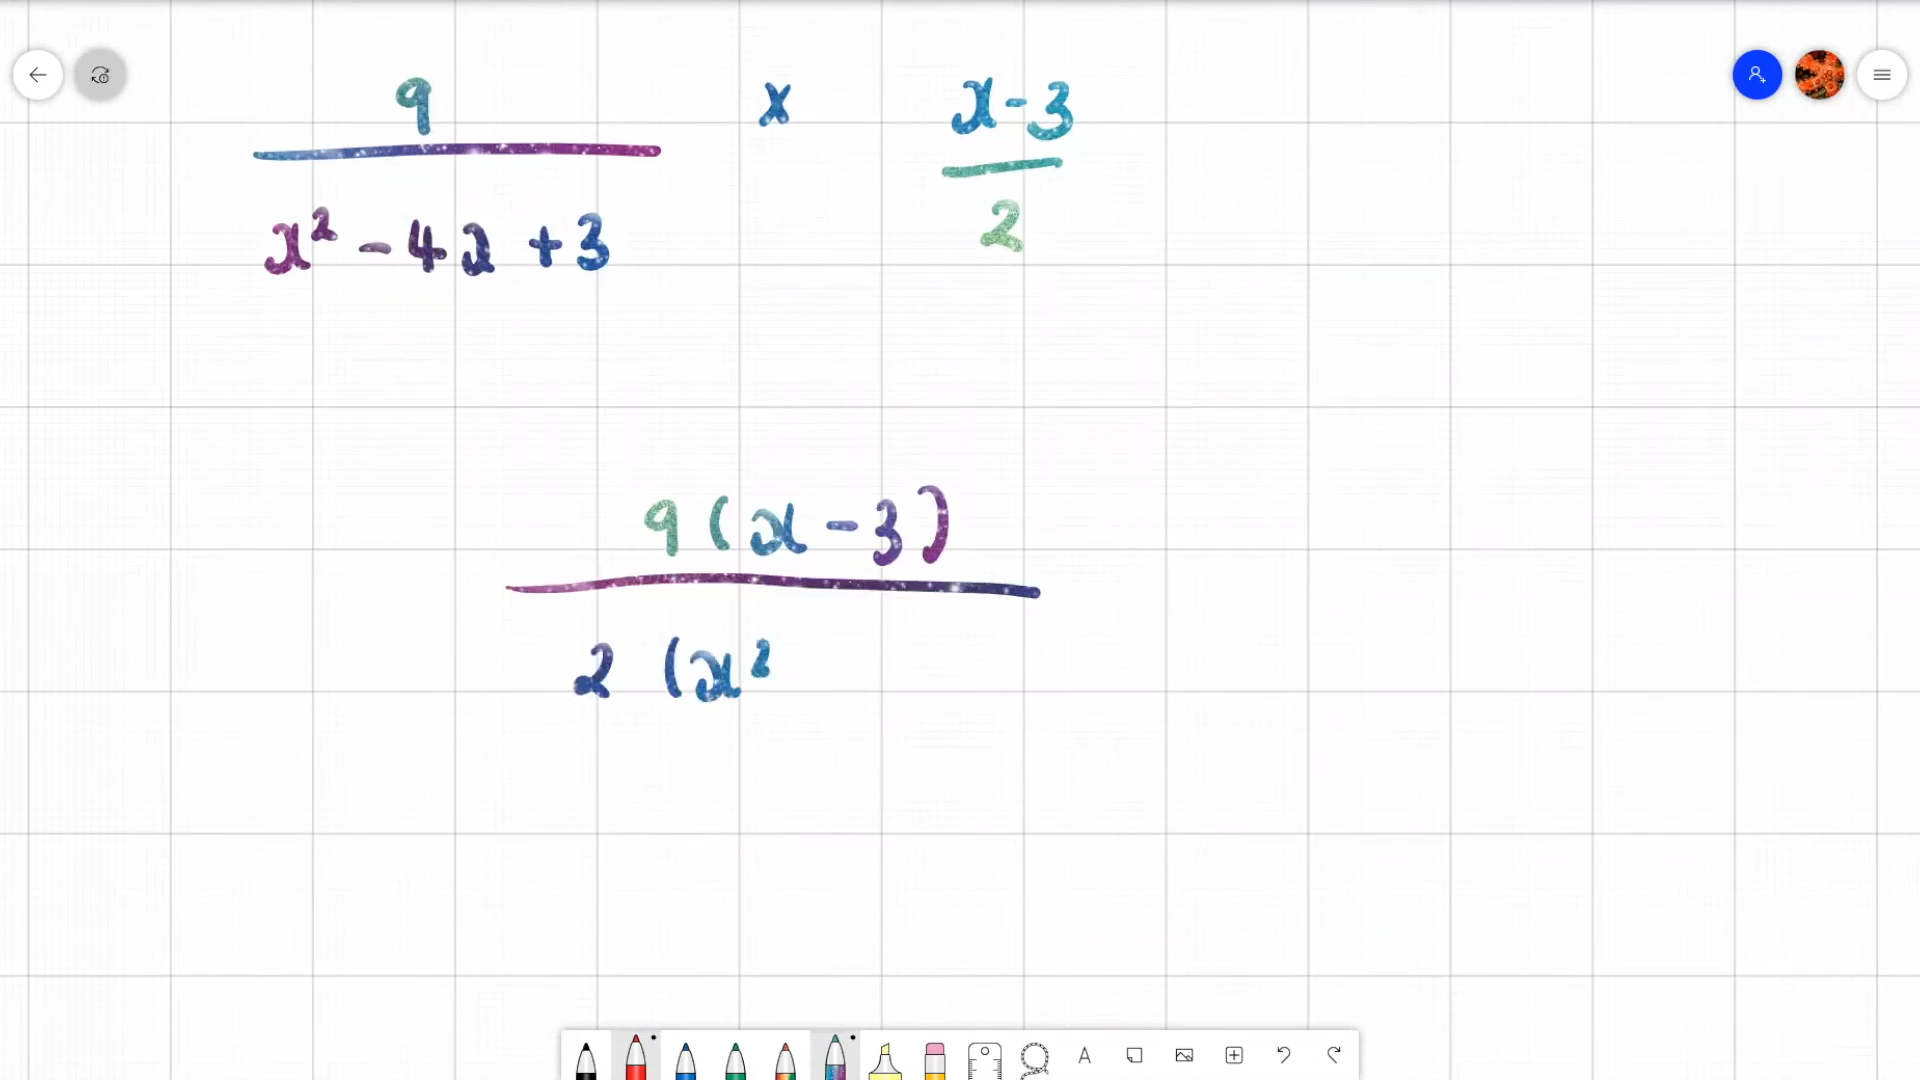 9 x x-3
x² - 4x + 3 2
9 (x - 3)
2 (x²
A